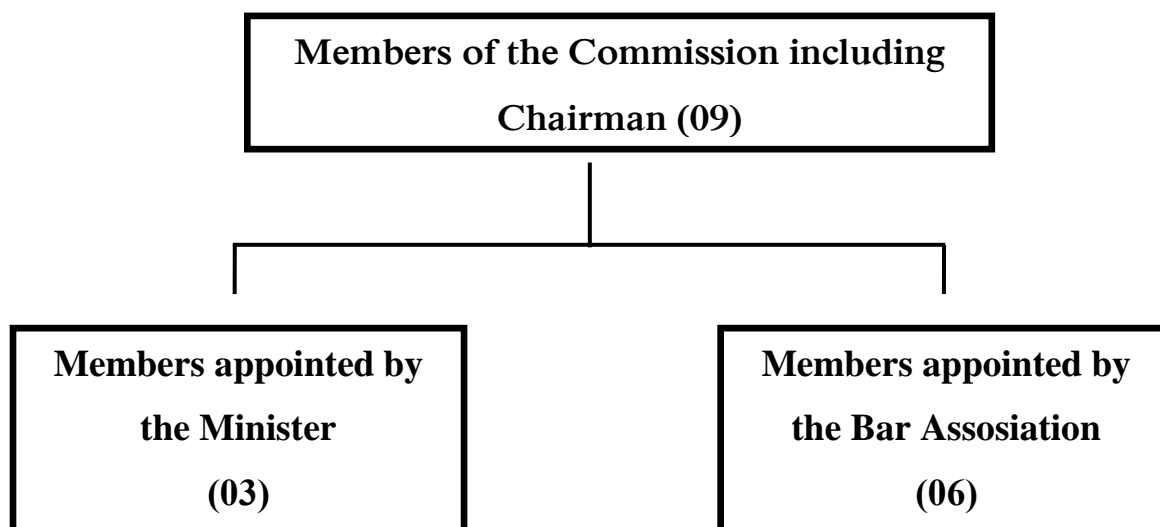 Members of the Commission including
Chairman (09)
Members appointed by
the Minister
(03)
Members appointed by
the Bar Assosiation
(06)